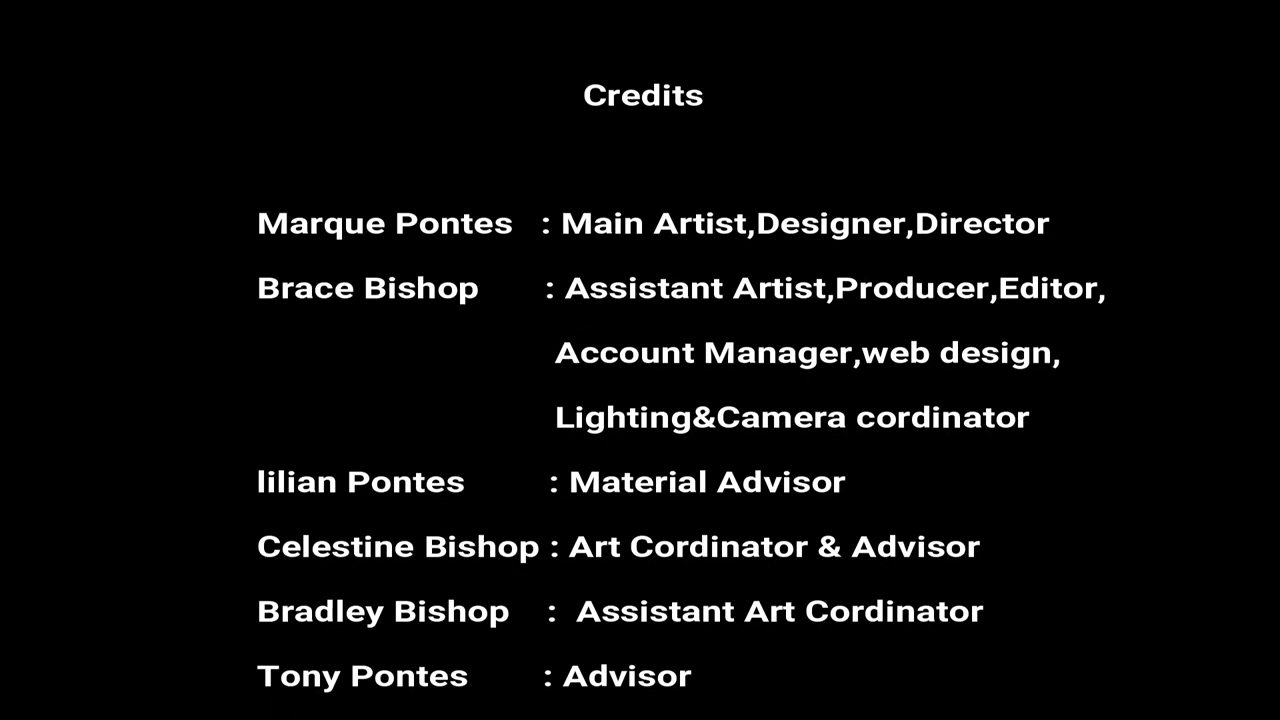 Credits
Marque Pontes : Main Artist,Designer,Director
Brace Bishop : Assistant Artist,Producer,Editor,
Account Manager,web design,
Lighting&Camera cordinator
lilian Pontes : Material Advisor
Celestine Bishop : Art Cordinator & Advisor
Bradley Bishop : Assistant Art Cordinator
Tony Pontes : Advisor